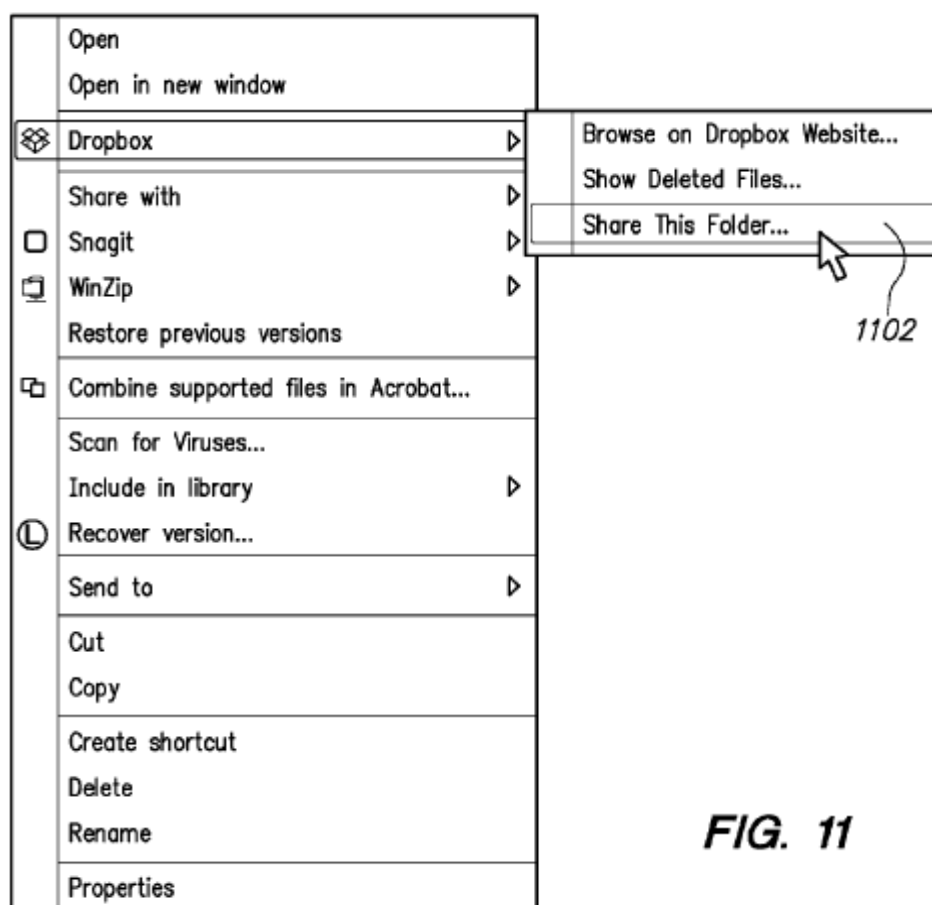 Open
Open in new window
Dropbox
Browse on Dropbox Website...
Show Deleted Files...
Share This Folder...
1102
Share with
Snagit
WinZip
Restore previous versions
Combine supported files in Acrobat...
Scan for Viruses...
Include in library
L Recover version...
Send to
Cut
Copy
Create shortcut
Delete
Rename
Properties
FIG. 11